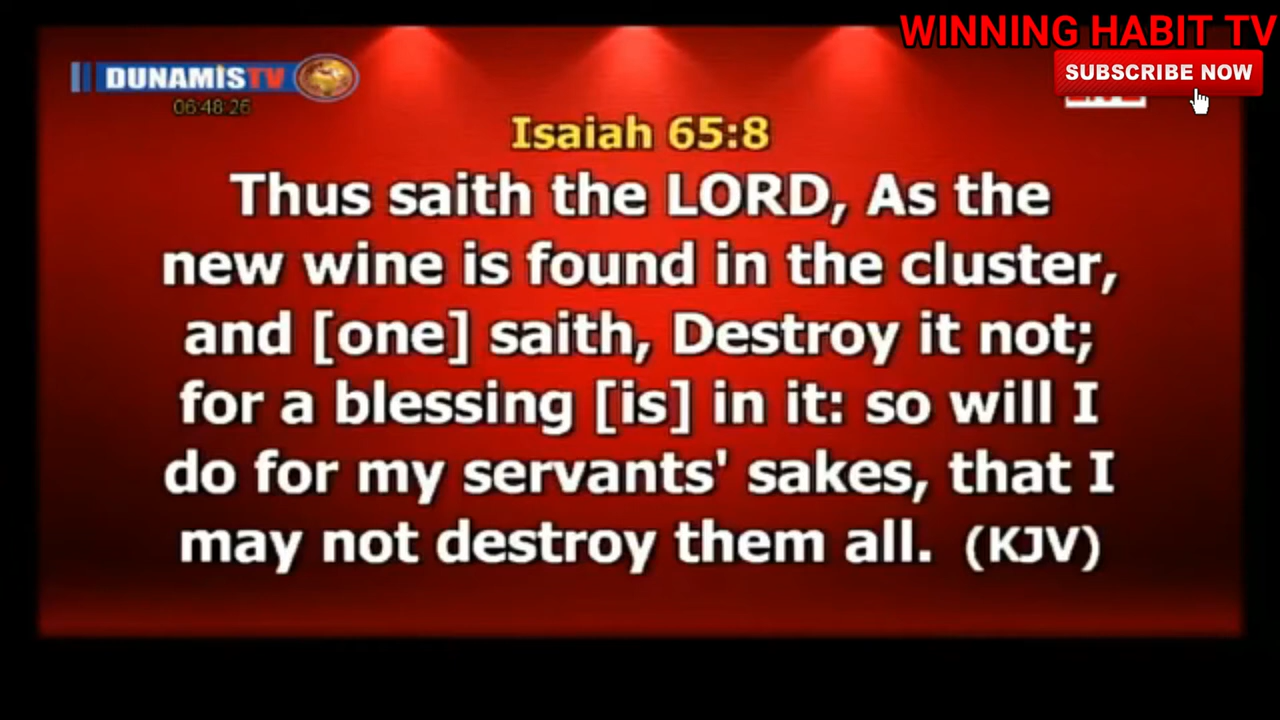 WINNING HABIT TV
DUNAMISTV
SUBSCRIBE NOW
06:48:26
Isaiah 65:8
Thus saith the LORD, As the
new wine is found in the cluster,
and [one] saith, Destroy it not;
for a blessing [is] in it: so will I
do for my servants' sakes, that I
may not destroy them all. (KJV)